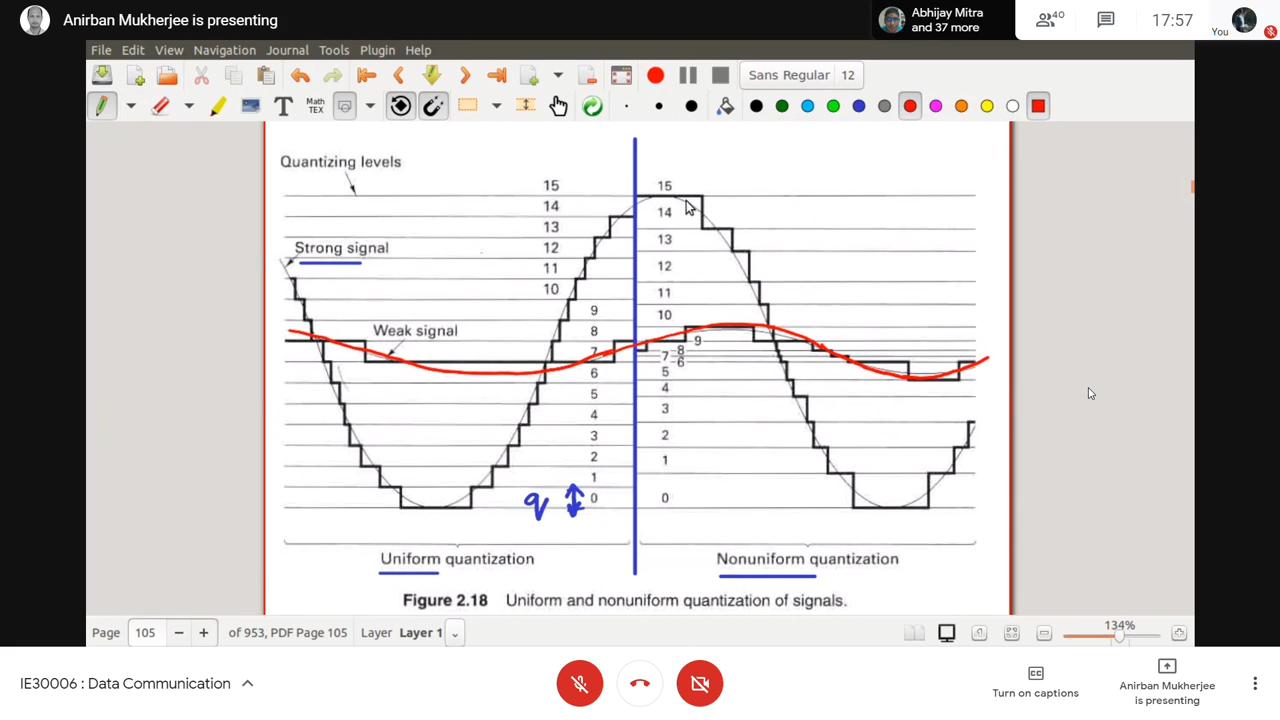 Anirban Mukherjee is presenting
Abhijay Mitra
and 37 more
40
17:57
You
File Edit View Navigation Journal Tools Plugin Help
Sans Regular 12
T
Math
TEX
Quantizing levels
Strong signal
Weak signal
15
14
13
12
11
10
9
8
7
6
5
4
3
2
1
0
q
15
14
13
12
11
10
9
8
7
6
5
4
3
2
1
0
Uniform quantization
Nonuniform quantization
Figure 2.18 Uniform and nonuniform quantization of signals.
Page 105 − + of 953, PDF Page 105 Layer Layer 1
134%
IE30006 : Data Communication
CC
Turn on captions
Anirban Mukherjee
is presenting